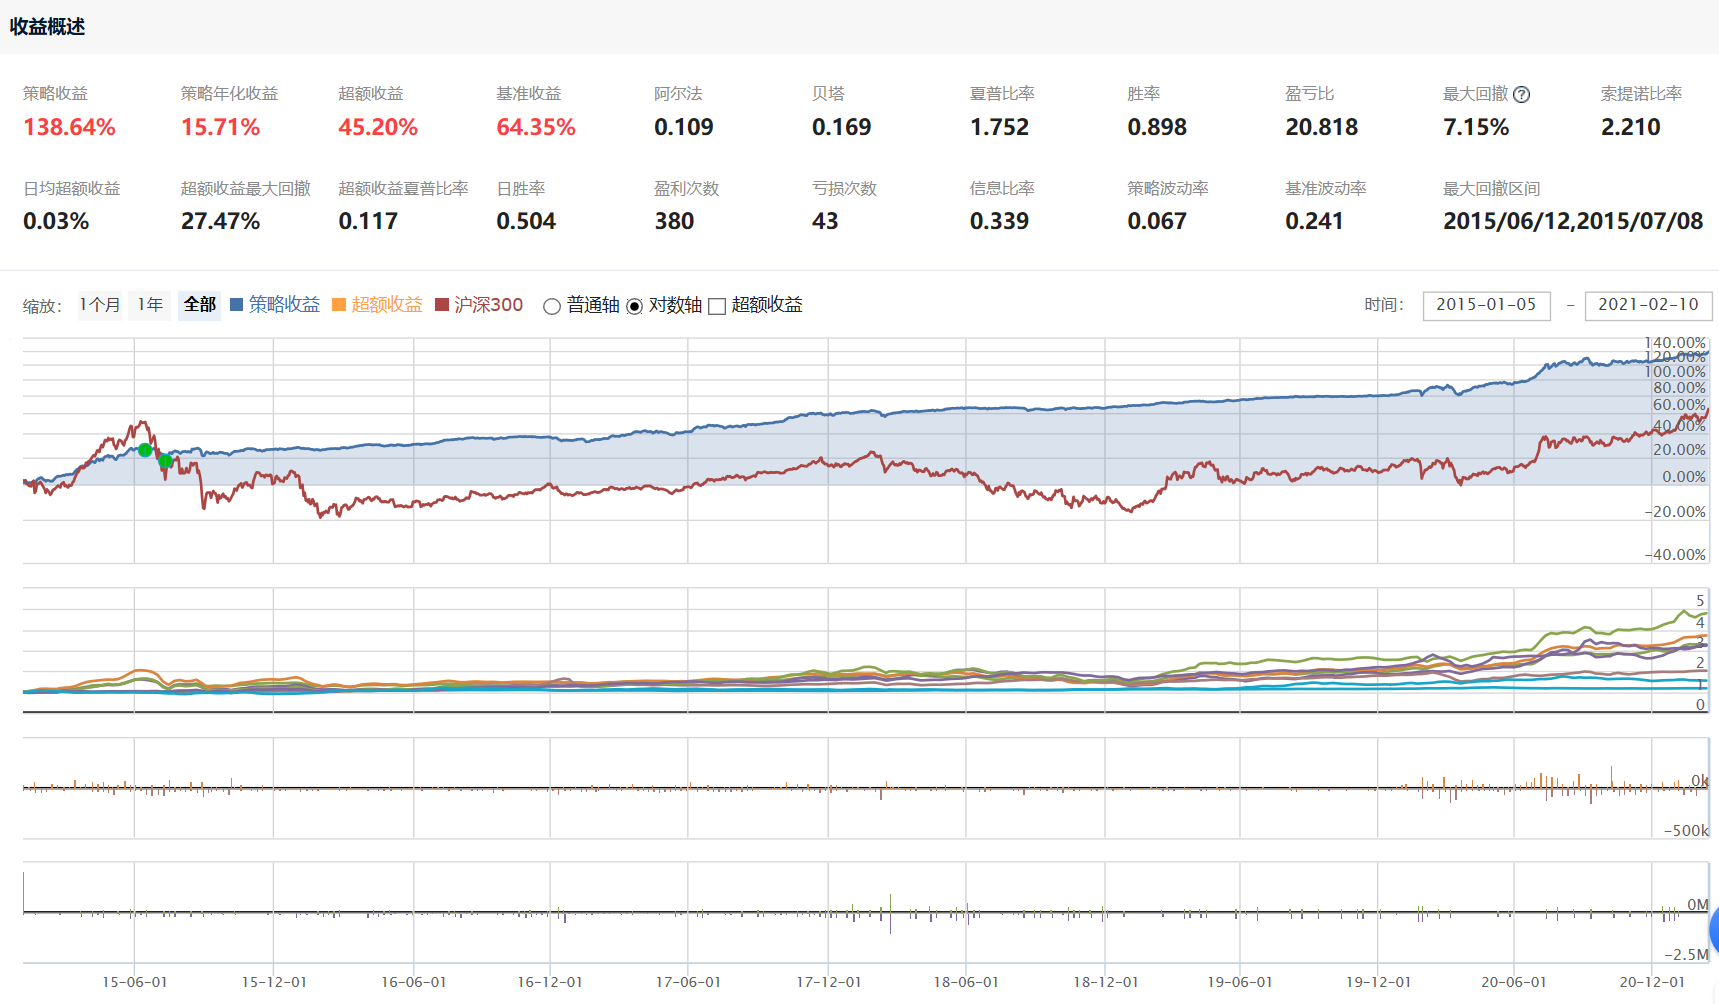 收益概述
策略收益 策略年化收益 超额收益 基准收益 阿尔法 贝塔 夏普比率 胜率 盈亏比 最大回撤 ? 索提诺比率
138.64% 15.71% 45.20% 64.35% 0.109 0.169 1.752 0.898 20.818 7.15% 2.210
日均超额收益 超额收益最大回撤 超额收益夏普比率 日胜率 盈利次数 亏损次数 信息比率 策略波动率 基准波动率 最大回撤区间
0.03% 27.47% 0.117 0.504 380 43 0.339 0.067 0.241 2015/06/12,2015/07/08
缩放: 1个月 1年 全部 策略收益 超额收益 沪深300 普通轴 对数轴 超额收益 时间: 2015-01-05 - 2021-02-10
140.00%
120.00%
100.00%
80.00%
60.00%
40.00%
20.00%
0.00%
-20.00%
-40.00%
5
4
3
2
1
0
0k
-500k
0M
-2.5M
15-06-01 15-12-01 16-06-01 16-12-01 17-06-01 17-12-01 18-06-01 18-12-01 19-06-01 19-12-01 20-06-01 20-12-01